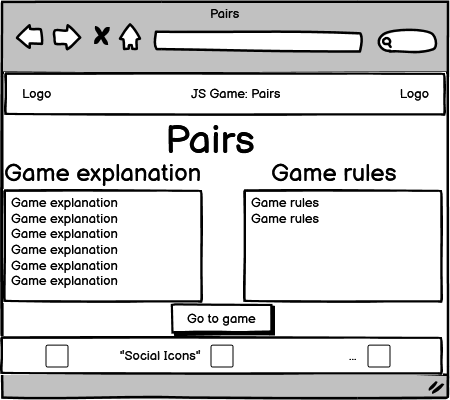 Pairs
Logo JS Game: Pairs Logo
Pairs
Game explanation
Game explanation
Game explanation
Game explanation
Game explanation
Game explanation
Game explanation
Game rules
Game rules
Game rules
Go to game
"Social Icons" ...